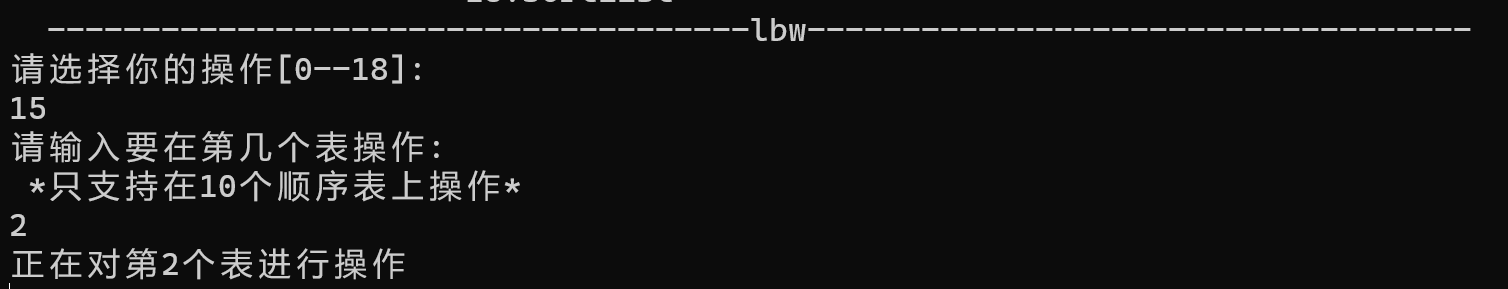 -------------------------------------lbw-----------------------------------
请选择你的操作[0--18]:
15
请输入要在第几个表操作:
*只支持在10个顺序表上操作*
2
正在对第2个表进行操作